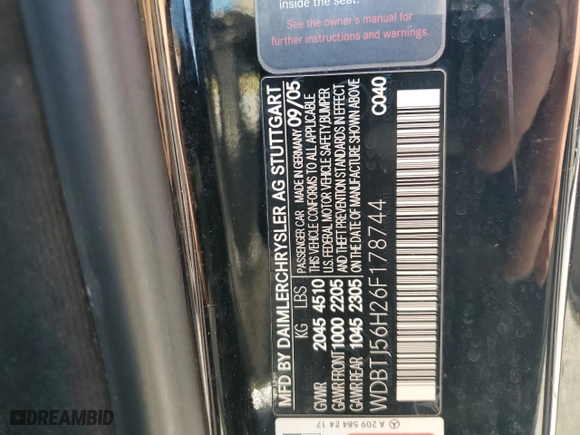 inside the seat.
See the owner's manual for
further instructions and warnings.
MFD BY DAIMLERCHRYSLER AG STUTTGART
PASSENGER CAR MADE IN GERMANY 09/05
KG LBS THIS VEHICLE CONFORMS TO ALL APPLICABLE
GVWR 2045 4510 U.S. FEDERAL MOTOR VEHICLE SAFETY, BUMPER
GAWR FRONT 1000 2205 AND THEFT PREVENTION STANDARDS IN EFFECT
GAWR REAR 1045 2305 ON THE DATE OF MANUFACTURE SHOWN ABOVE
WDBTJ56H26F178744 C040
A 209 584 84 17
DREAMBID